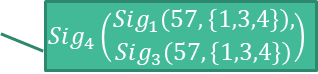 Sig₄ (Sig₁(57, {1,3,4}),
Sig₃(57, {1,3,4}))